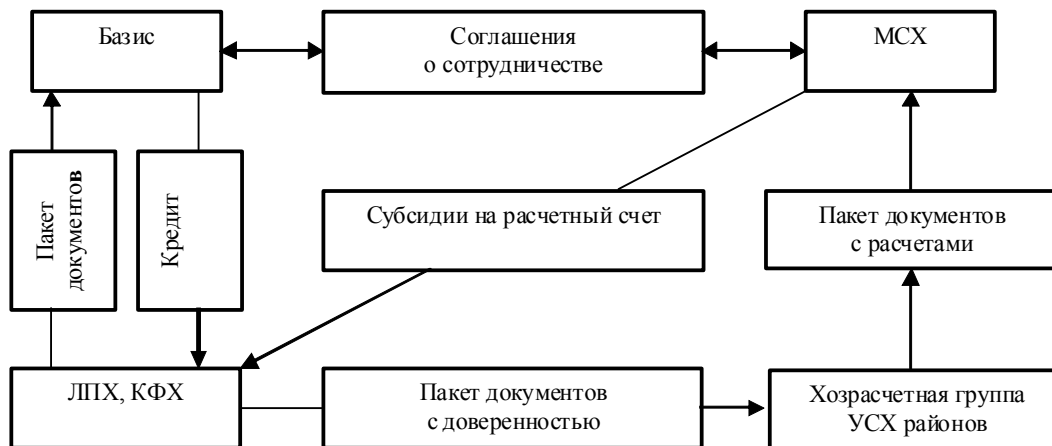 Базис
Соглашения
о сотрудничестве
МСХ
Пакет
документов
Кредит
Субсидии на расчетный счет
Пакет документов
с расчетами
ЛПХ, КФХ
Пакет документов
с доверенностью
Хозрасчетная группа
УСХ районов